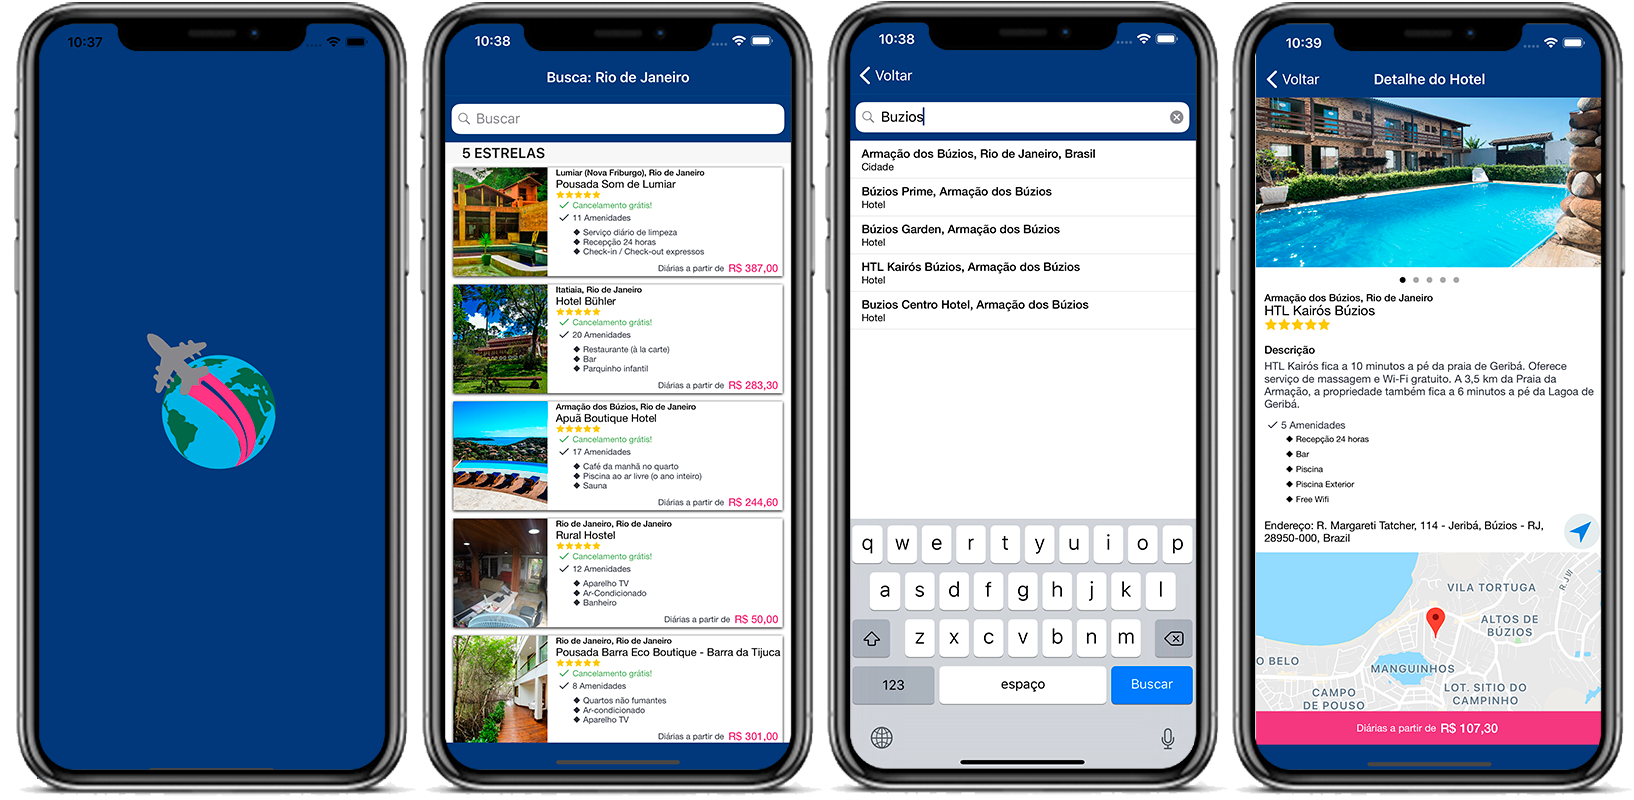 10:37
10:38
Busca: Rio de Janeiro
Buscar
5 ESTRELAS
Lumiar (Nova Friburgo), Rio de Janeiro
Pousada Som de Lumiar
Cancelamento grátis!
11 Amenidades
Serviço diário de limpeza
Recepção 24 horas
Check-in / Check-out expressos
Diárias a partir de R$ 387,00
Itatiaia, Rio de Janeiro
Hotel Bühler
Cancelamento grátis!
20 Amenidades
Restaurante (à la carte)
Bar
Parquinho infantil
Diárias a partir de R$ 283,30
Armação dos Búzios, Rio de Janeiro
Apuã Boutique Hotel
Cancelamento grátis!
17 Amenidades
Café da manhã no quarto
Piscina ao ar livre (o ano inteiro)
Sauna
Diárias a partir de R$ 244,60
Rio de Janeiro, Rio de Janeiro
Rural Hostel
Cancelamento grátis!
12 Amenidades
Aparelho TV
Ar-Condicionado
Banheiro
Diárias a partir de R$ 50,00
Rio de Janeiro, Rio de Janeiro
Pousada Barra Eco Boutique - Barra da Tijuca
Cancelamento grátis!
8 Amenidades
Quartos não fumantes
Ar-condicionado
Aparelho TV
Diárias a partir de R$ 301,00
10:38
Voltar
Buzios
Armação dos Búzios, Rio de Janeiro, Brasil
Cidade
Búzios Prime, Armação dos Búzios
Hotel
Búzios Garden, Armação dos Búzios
Hotel
HTL Kairós Búzios, Armação dos Búzios
Hotel
Buzios Centro Hotel, Armação dos Búzios
Hotel
q w e r t y u i o p
a s d f g h j k l
z x c v b n m
123 espaço Buscar
10:39
Voltar Detalhe do Hotel
Armação dos Búzios, Rio de Janeiro
HTL Kairós Búzios
Descrição
HTL Kairós fica a 10 minutos a pé da praia de Geribá. Oferece
serviço de massagem e Wi-Fi gratuito. A 3,5 km da Praia da
Armação, a propriedade também fica a 6 minutos a pé da Lagoa de
Geribá.
5 Amenidades
Recepção 24 horas
Bar
Piscina
Piscina Exterior
Free Wifi
Endereço: R. Margareti Tatcher, 114 - Jeribá, Búzios - RJ,
28950-000, Brazil
VILA TORTUGA
R. J W
ALTOS DE
BÚZIOS
O BELO
MANGUINHOS
CAMPO
DE POUSO
LOT. SITIO DO
CAMPINHO
Diárias a partir de R$ 107,30